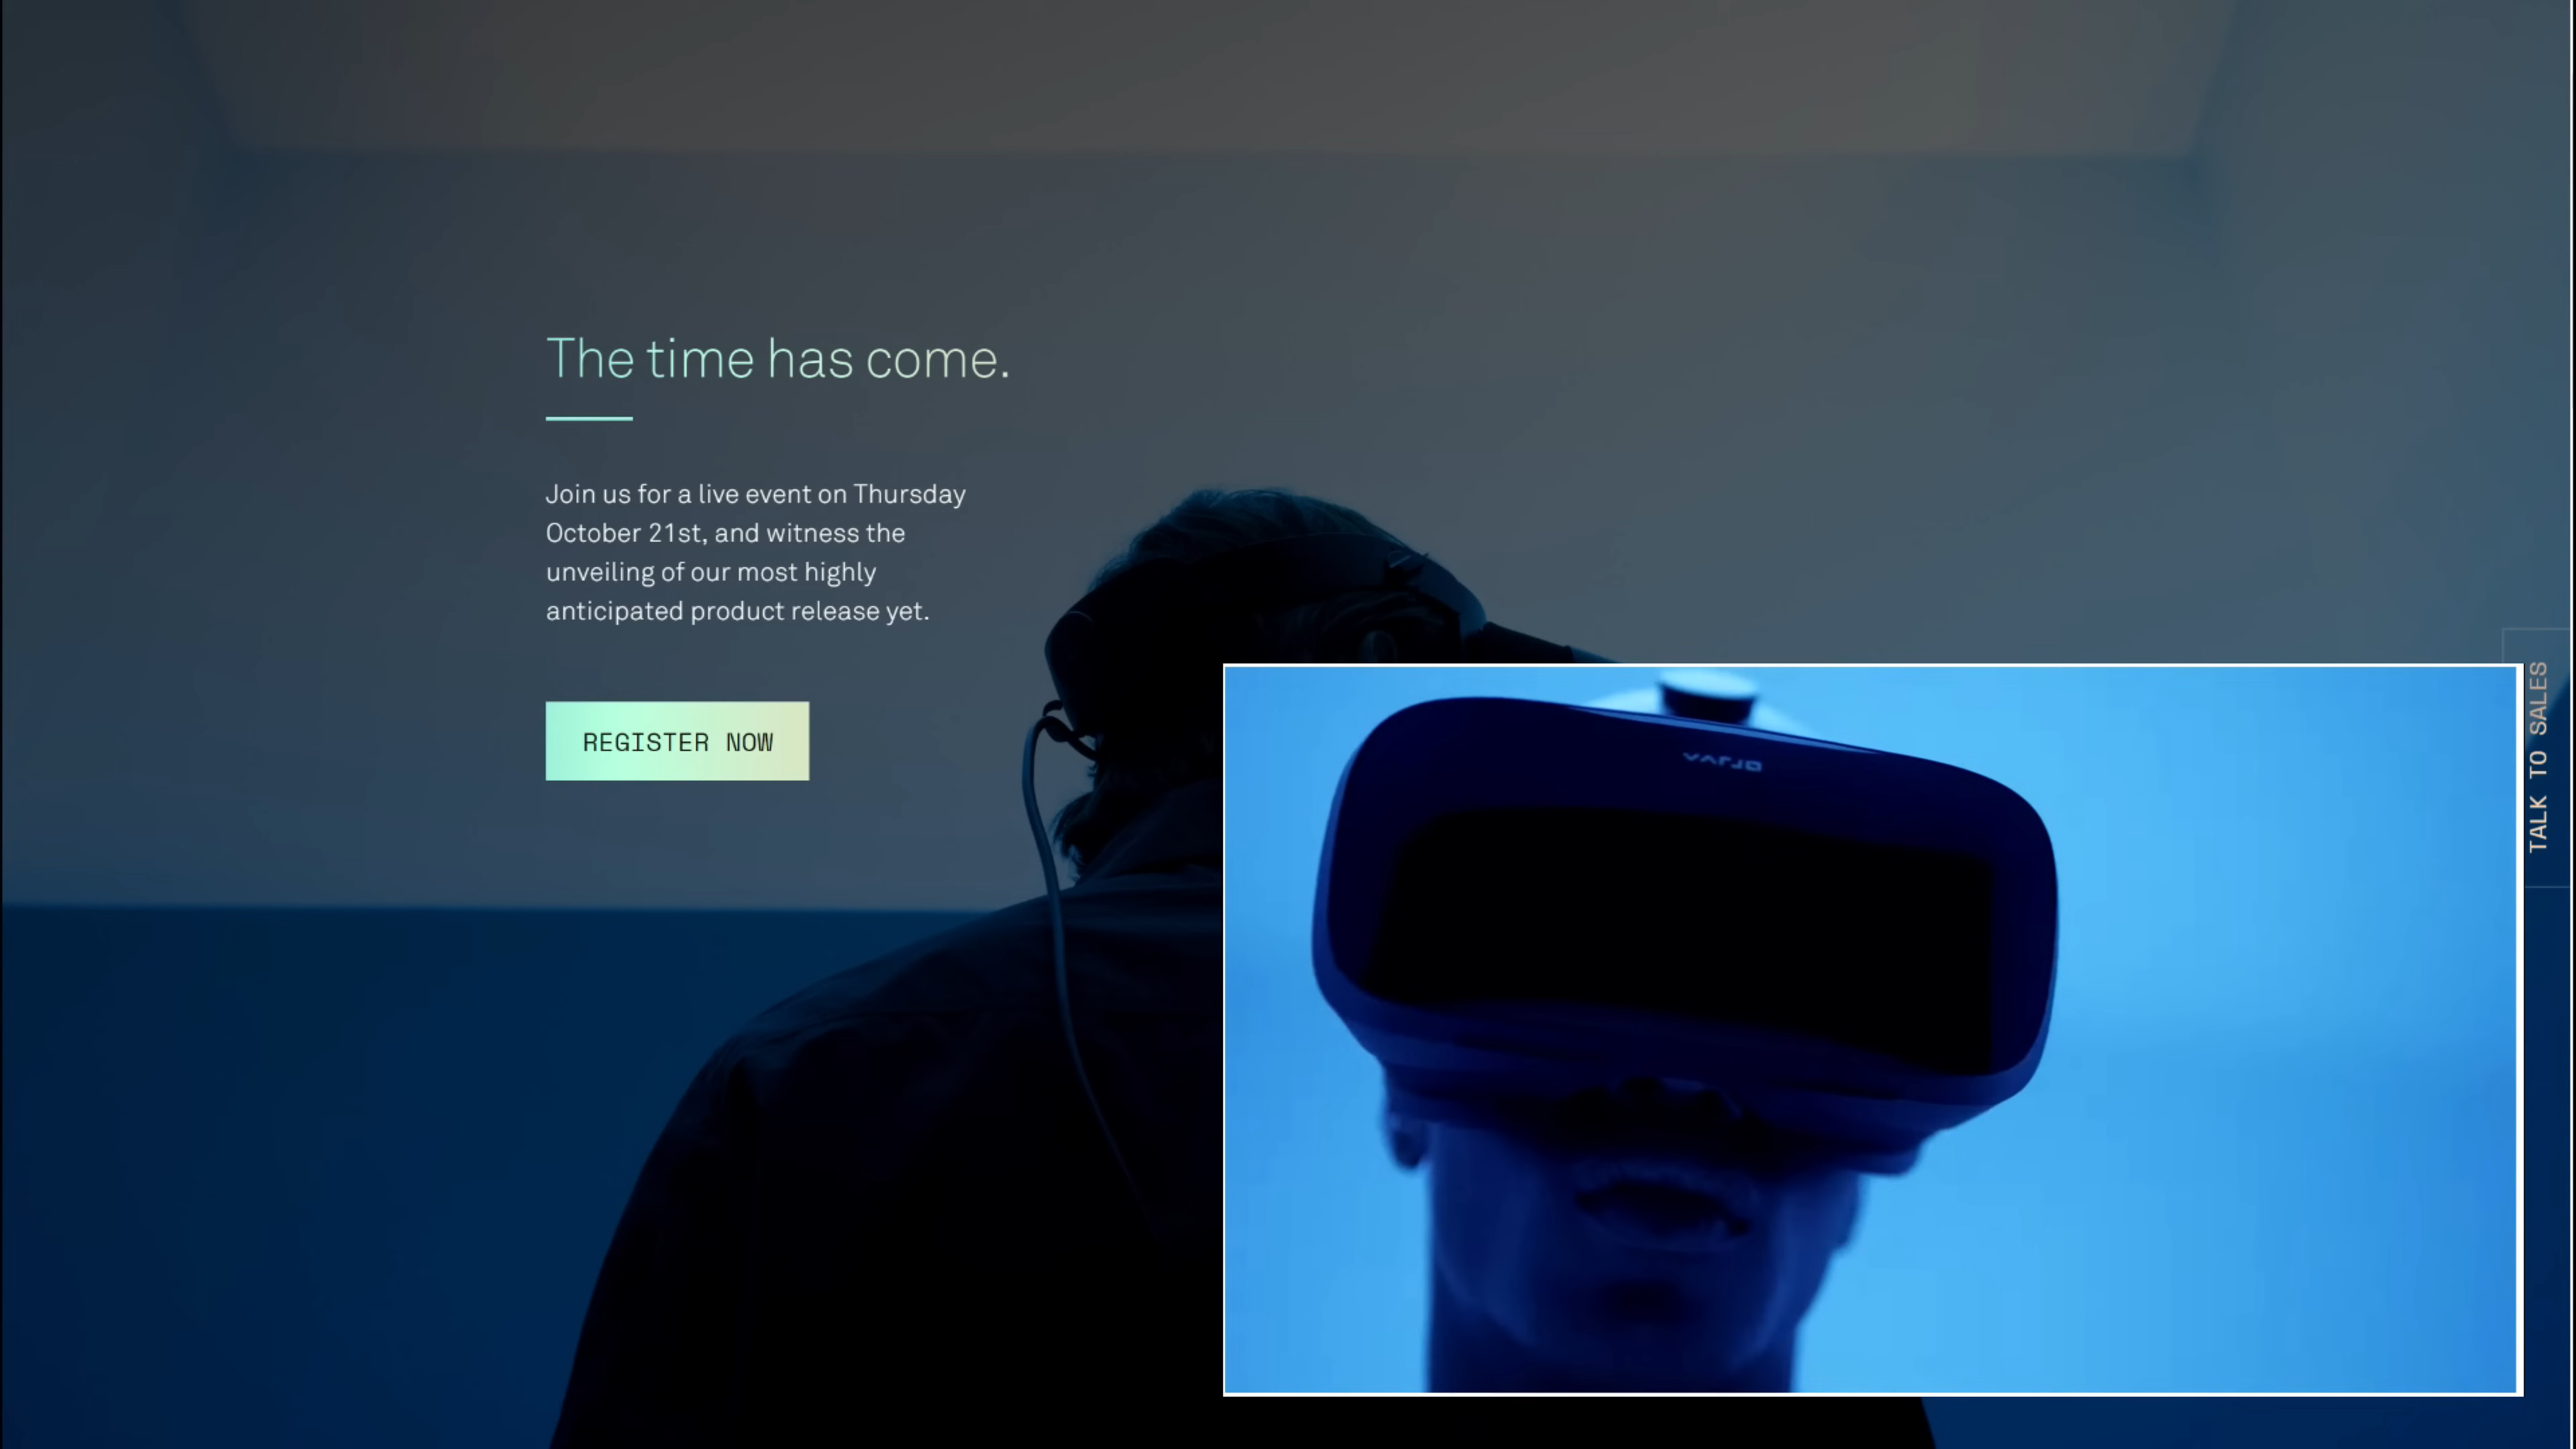 The time has come.
Join us for a live event on Thursday
October 21st, and witness the
unveiling of our most highly
anticipated product release yet.
REGISTER NOW
VARJO
TALK TO SALES